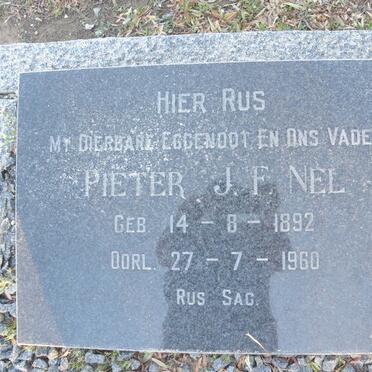 HIER RUS
MY DIERBARE EGGENOOT EN ONS VADE
PIETER J. F. NEL
GEB 14 - 8 - 1892
OORL. 27 - 7 - 1960
RUS SAG.